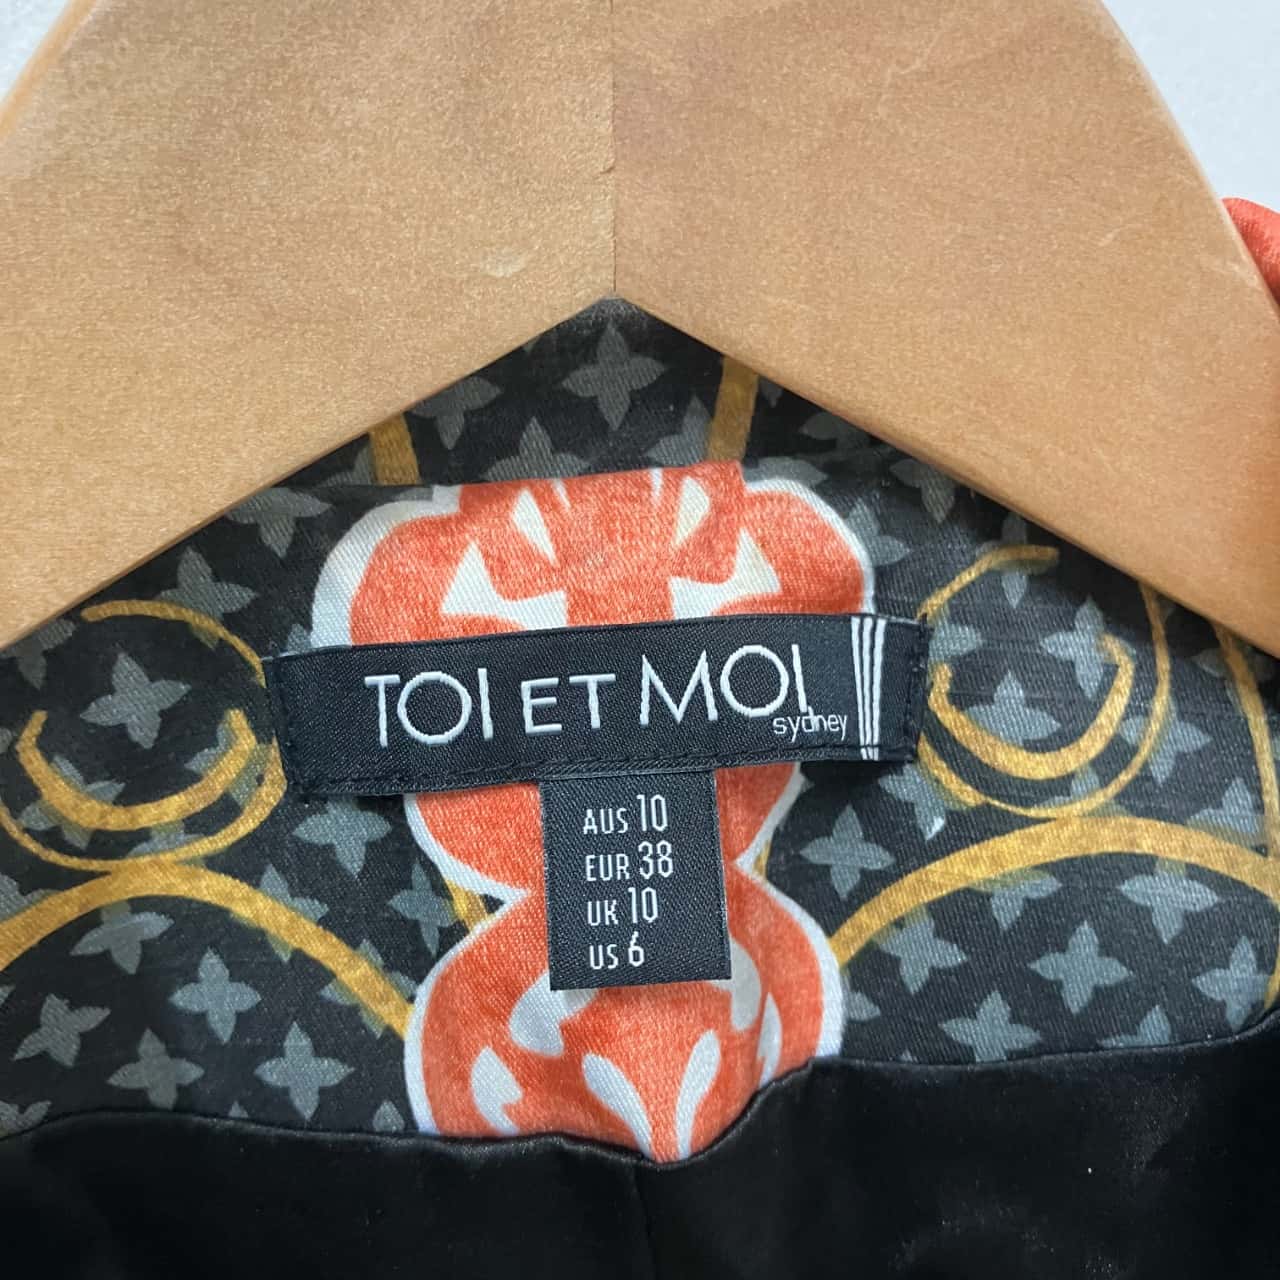 TOI ET MOI
sydney
AUS 10
EUR 38
UK 10
US 6